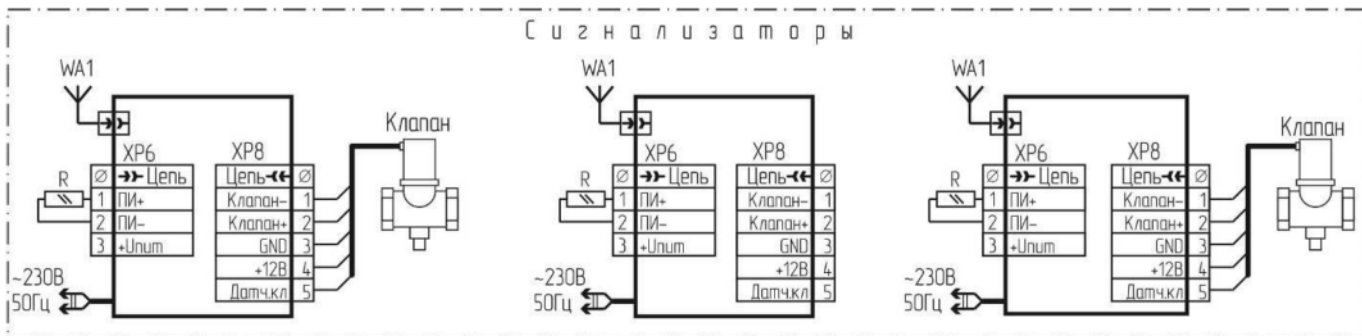 Сигнализаторы
WA1
Клапан
XP6
XP8
R
∅
Цепь
Цепь
∅
1 ПИ+
Клапан- 1
2 ПИ-
Клапан+ 2
3 +Uпит
GND 3
+12В 4
Датч.кл 5
~230В
50Гц
WA1
XP6
XP8
R
∅
Цепь
Цепь
∅
1 ПИ+
Клапан- 1
2 ПИ-
Клапан+ 2
3 +Uпит
GND 3
+12В 4
Датч.кл 5
~230В
50Гц
WA1
Клапан
XP6
XP8
R
∅
Цепь
Цепь
∅
1 ПИ+
Клапан- 1
2 ПИ-
Клапан+ 2
3 +Uпит
GND 3
+12В 4
Датч.кл 5
~230В
50Гц